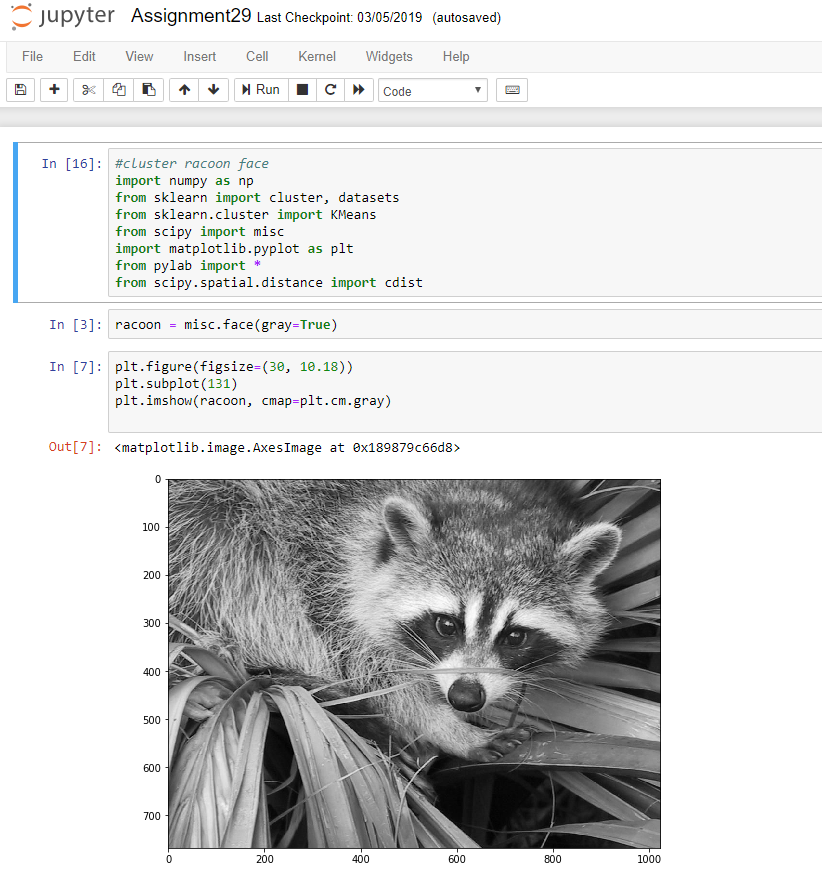 jupyter Assignment29 Last Checkpoint: 03/05/2019 (autosaved)
File Edit View Insert Cell Kernel Widgets Help
Run Code
In [16]: #cluster racoon face
import numpy as np
from sklearn import cluster, datasets
from sklearn.cluster import KMeans
from scipy import misc
import matplotlib.pyplot as plt
from pylab import *
from scipy.spatial.distance import cdist
In [3]: racoon = misc.face(gray=True)
In [7]: plt.figure(figsize=(30, 10.18))
plt.subplot(131)
plt.imshow(racoon, cmap=plt.cm.gray)
Out[7]: <matplotlib.image.AxesImage at 0x189879c66d8>
0
100
200
300
400
500
600
700
0 200 400 600 800 1000